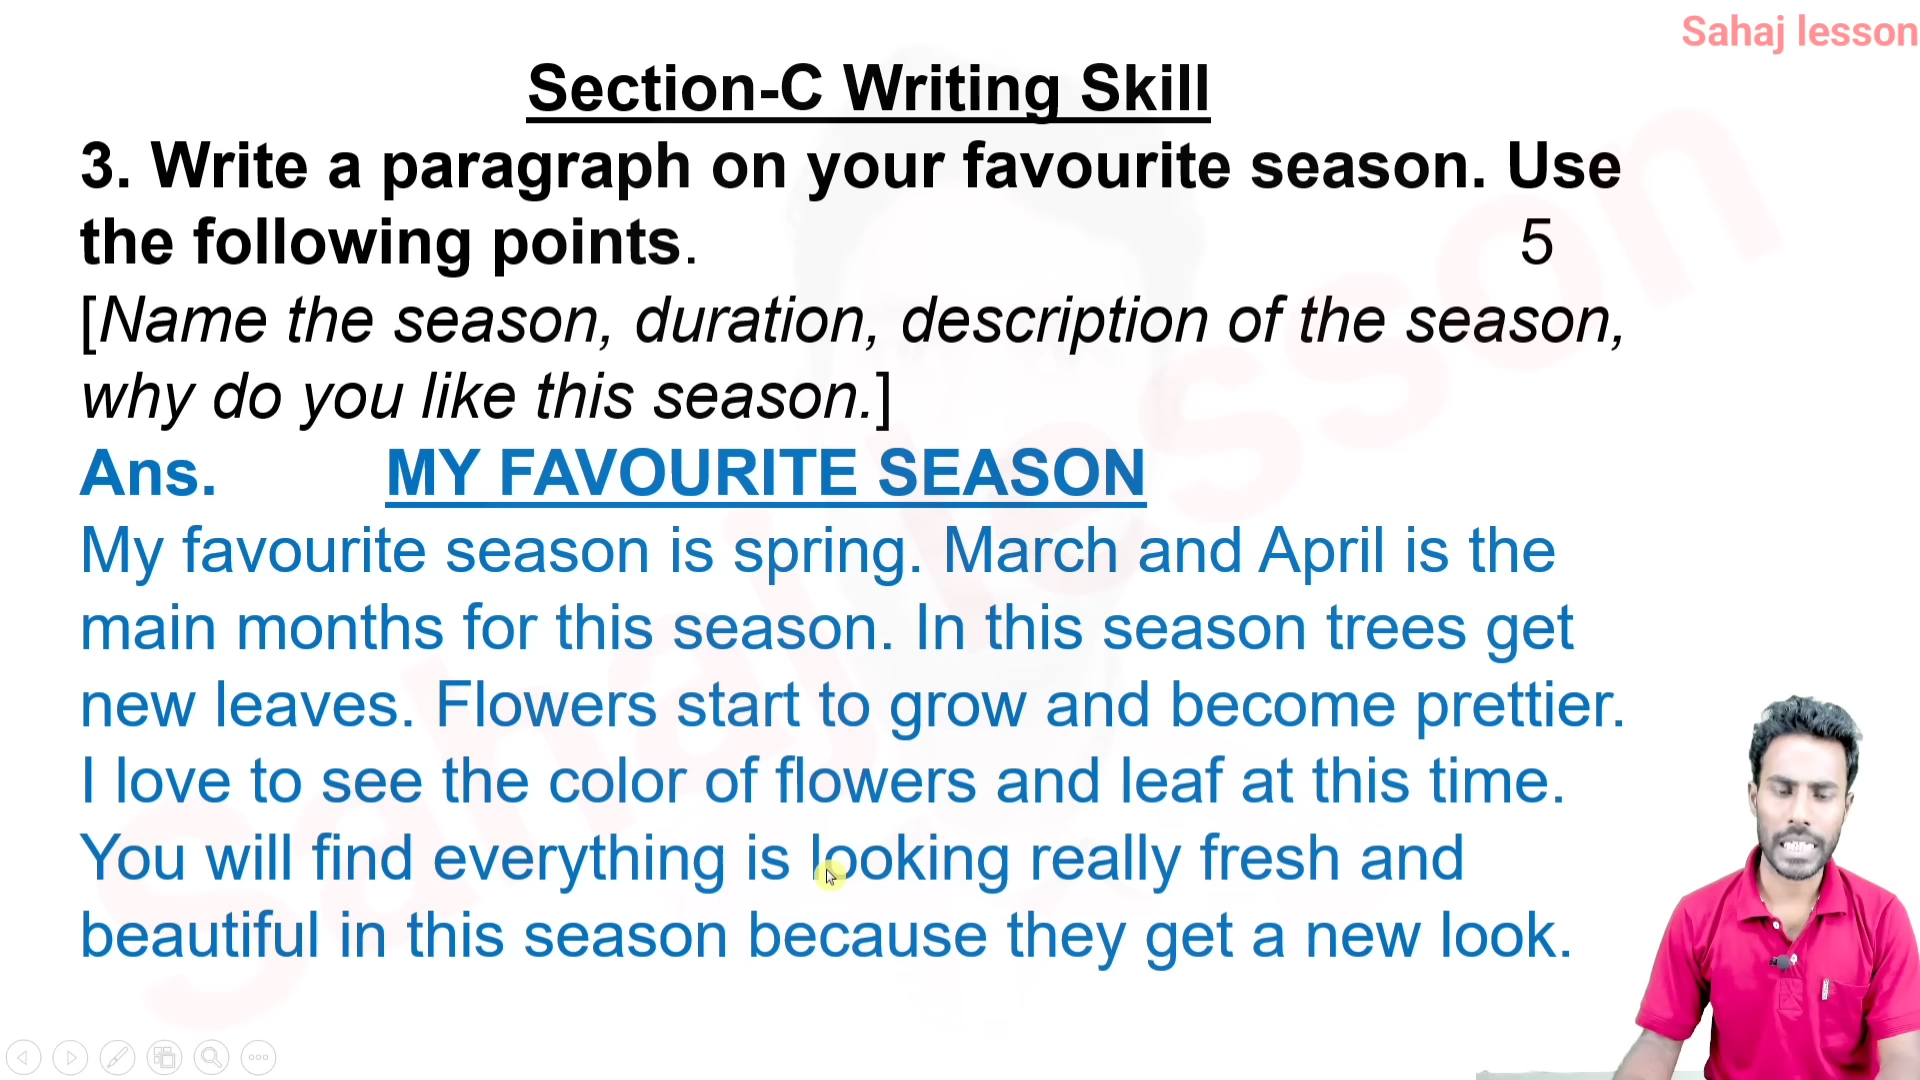 Sahaj lesson
Section-C Writing Skill
3. Write a paragraph on your favourite season. Use
the following points. 5
[Name the season, duration, description of the season,
why do you like this season.]
Ans. MY FAVOURITE SEASON
My favourite season is spring. March and April is the
main months for this season. In this season trees get
new leaves. Flowers start to grow and become prettier.
I love to see the color of flowers and leaf at this time.
You will find everything is looking really fresh and
beautiful in this season because they get a new look.
Sahaj lesson